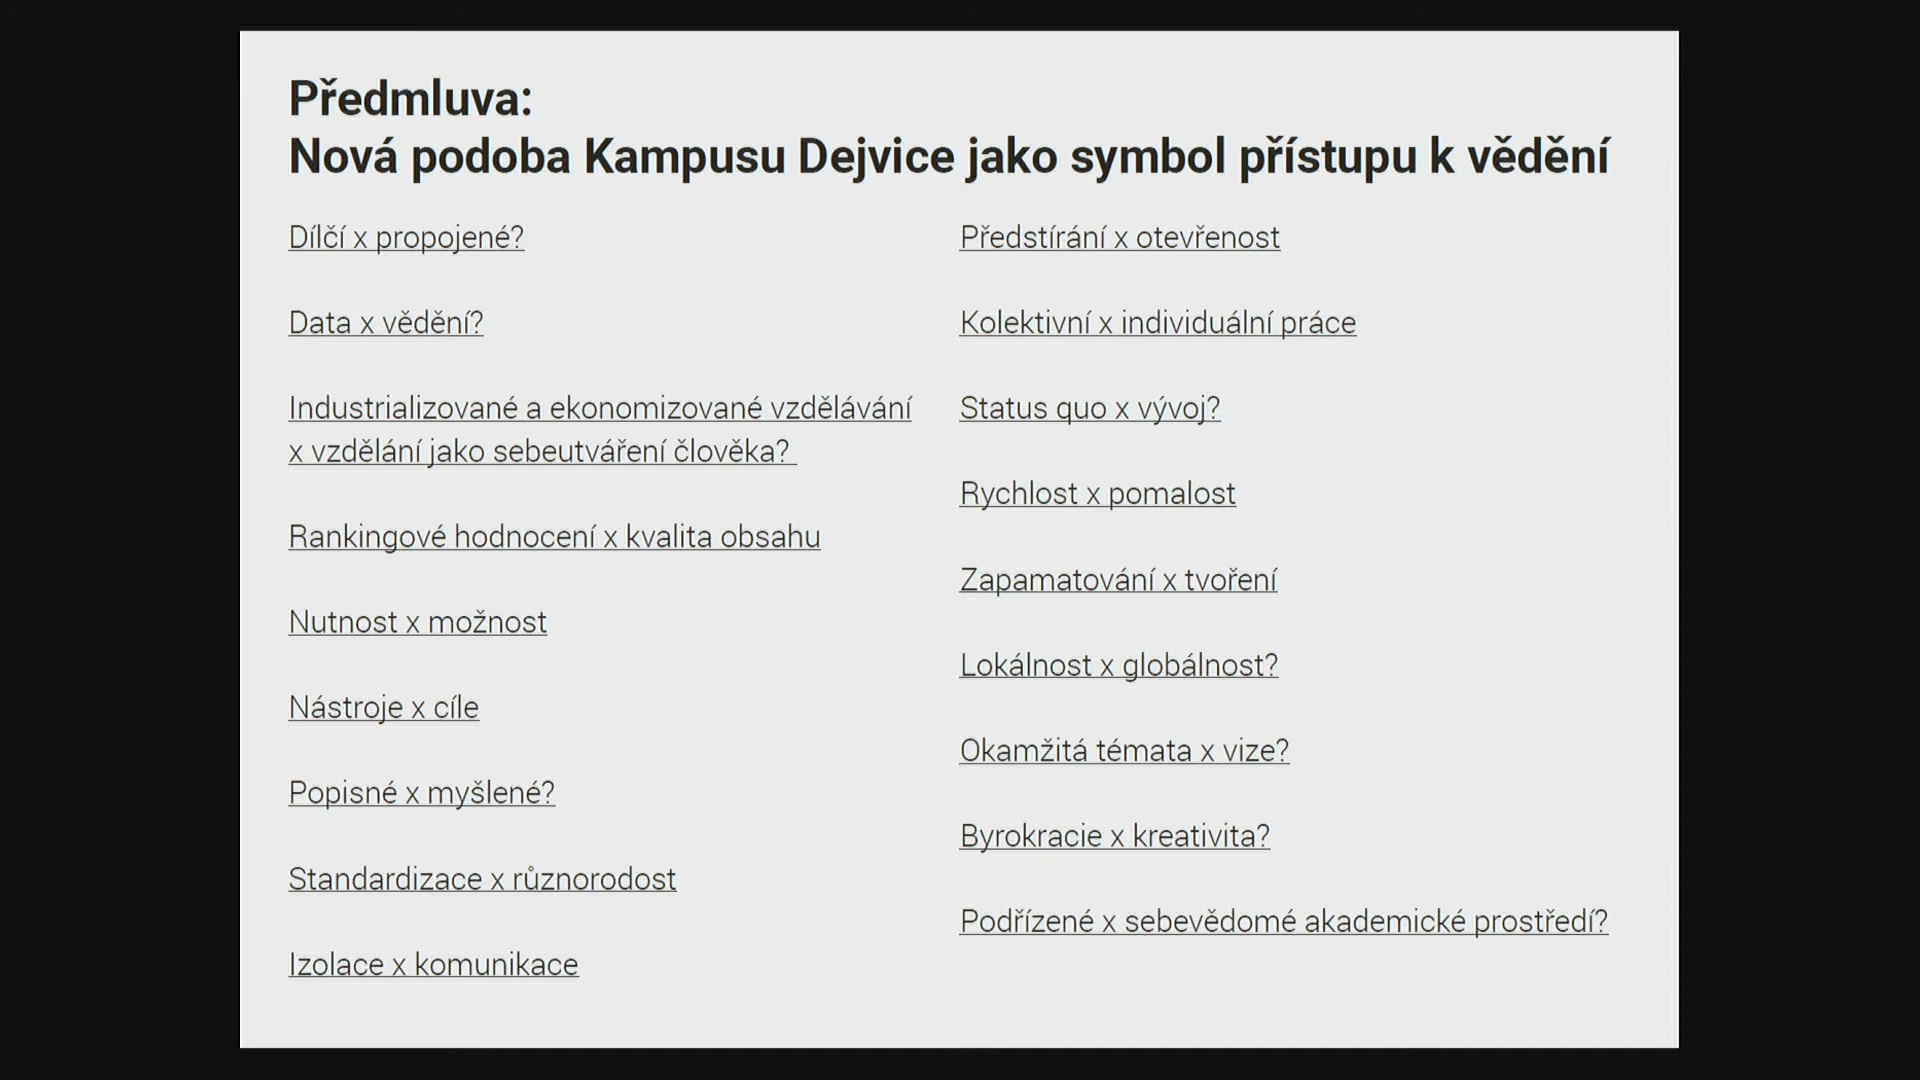 Předmluva:
Nová podoba Kampusu Dejvice jako symbol přístupu k vědění
Dílčí x propojené?
Data x vědění?
Industrializované a ekonomizované vzdělávání
x vzdělání jako sebeutváření člověka?
Rankingové hodnocení x kvalita obsahu
Nutnost x možnost
Nástroje x cíle
Popisné x myšlené?
Standardizace x různorodost
Izolace x komunikace
Předstírání x otevřenost
Kolektivní x individuální práce
Status quo x vývoj?
Rychlost x pomalost
Zapamatování x tvoření
Lokálnost x globálnost?
Okamžitá témata x vize?
Byrokracie x kreativita?
Podřízené x sebevědomé akademické prostředí?